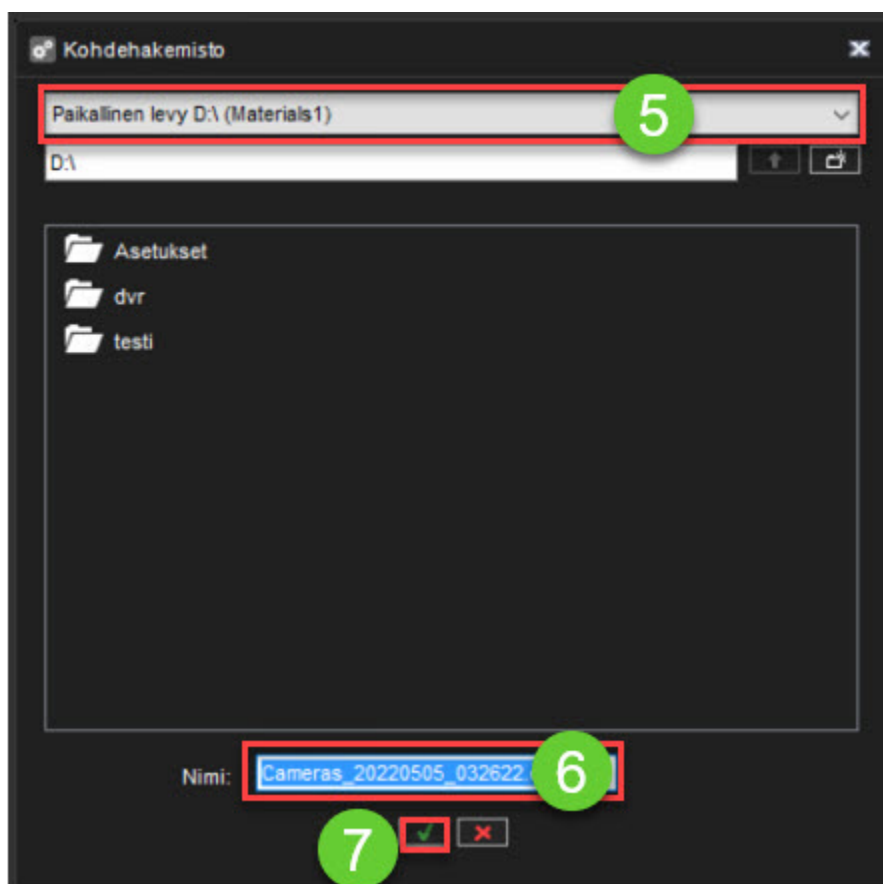 Kohdehakemisto
Paikallinen levy D:\ (Materials1)
5
D:\
Asetukset
dvr
testi
Nimi:
Cameras_20220505_032622.
6
7